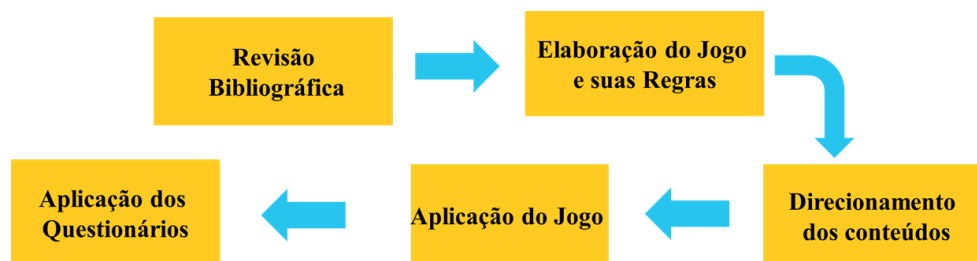 Revisão
Bibliográfica
Elaboração do Jogo
e suas Regras
Direcionamento
dos conteúdos
Aplicação do Jogo
Aplicação dos
Questionários